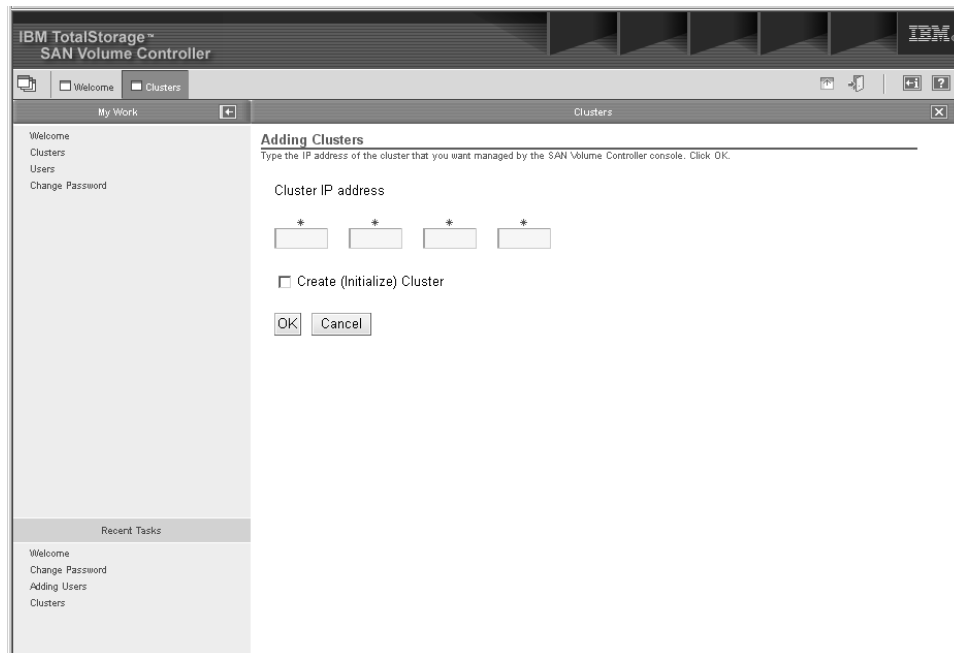 IBM TotalStorage™
SAN Volume Controller
IBM.
Welcome
Clusters
?
My Work
Clusters
Welcome
Clusters
Users
Change Password
Adding Clusters
Type the IP address of the cluster that you want managed by the SAN Volume Controller console. Click OK.
Cluster IP address
* * * *
Create (Initialize) Cluster
OK Cancel
Recent Tasks
Welcome
Change Password
Adding Users
Clusters